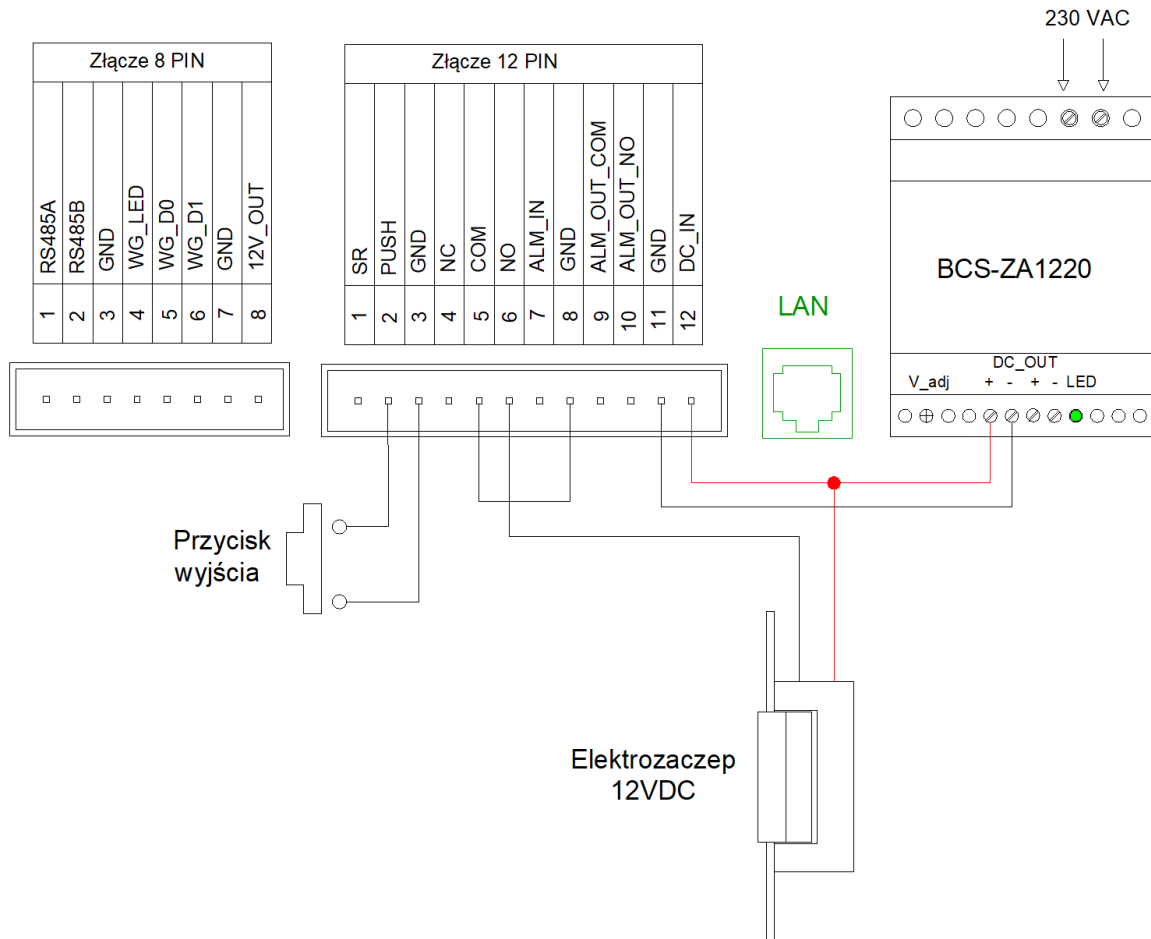 230 VAC
Złącze 8 PIN
RS485A
RS485B
GND
WG_LED
WG_D0
WG_D1
GND
12V_OUT
1
2
3
4
5
6
7
8
Złącze 12 PIN
SR
PUSH
GND
NC
COM
NO
ALM_IN
GND
ALM_OUT_COM
ALM_OUT_NO
GND
DC_IN
1
2
3
4
5
6
7
8
9
10
11
12
LAN
BCS-ZA1220
DC_OUT
V_adj + - + - LED
Przycisk
wyjścia
Elektrozaczep
12VDC